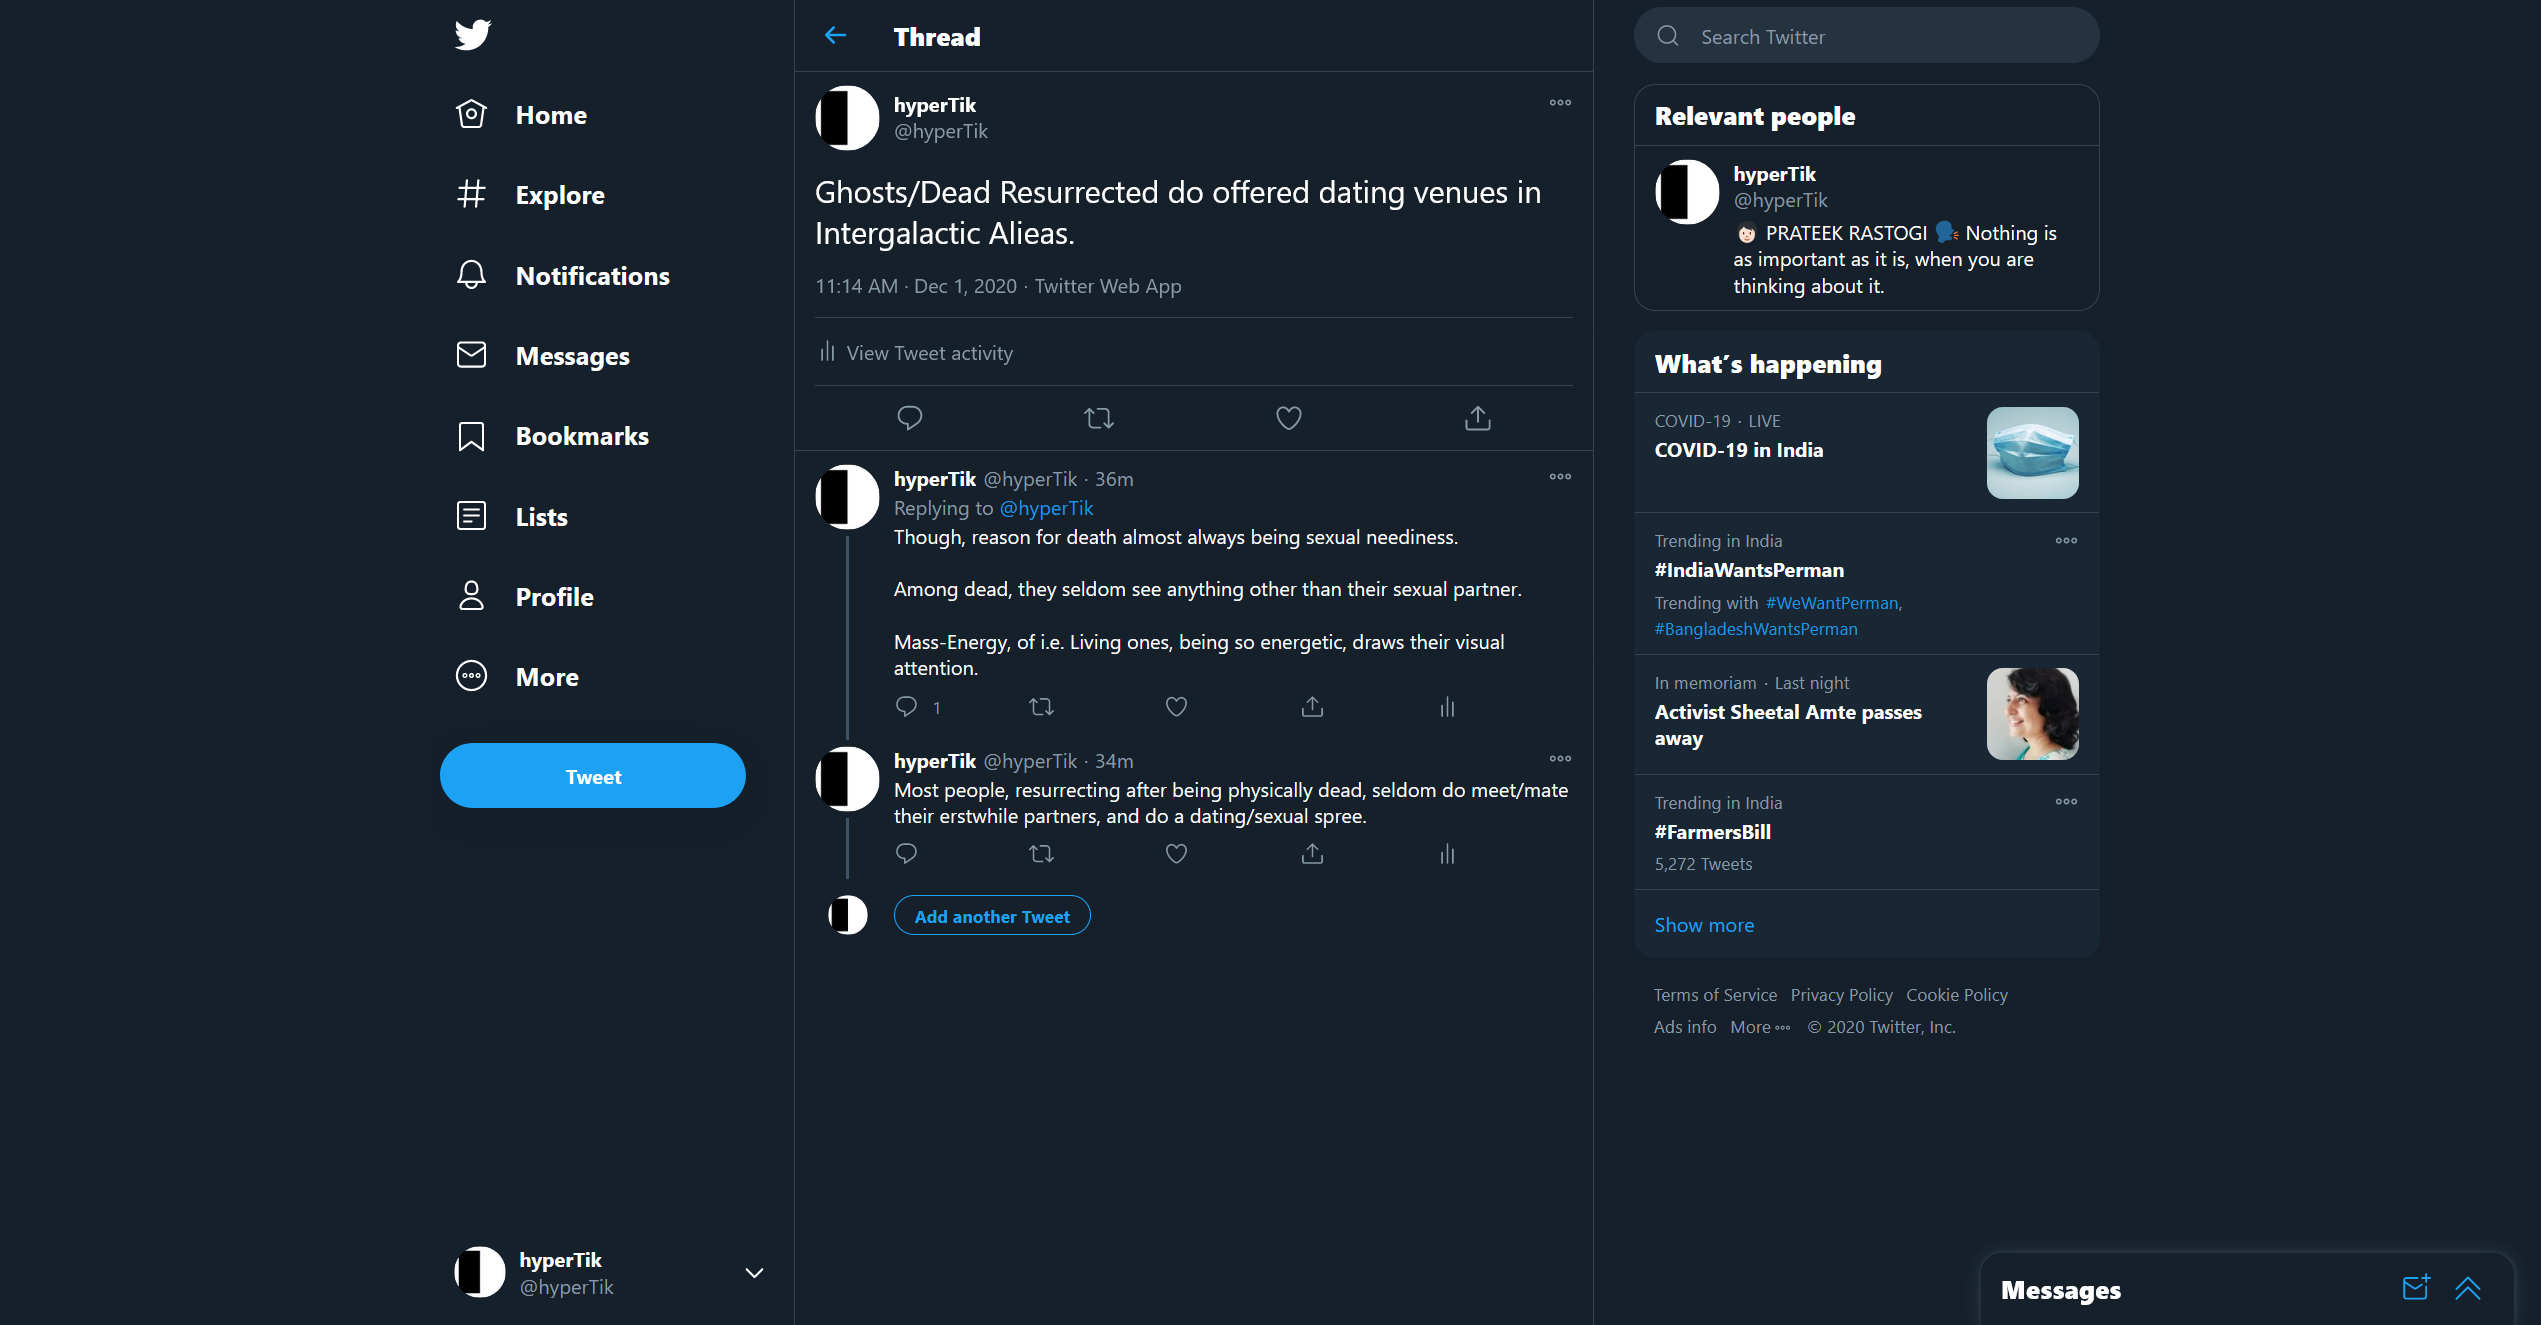 Home
Explore
Notifications
Messages
Bookmarks
Lists
Profile
More
Tweet
hyperTik
@hyperTik
Thread
hyperTik
@hyperTik
Ghosts/Dead Resurrected do offered dating venues in
Intergalactic Alieas.
11:14 AM · Dec 1, 2020 · Twitter Web App
View Tweet activity
hyperTik @hyperTik · 36m
Replying to @hyperTik
Though, reason for death almost always being sexual neediness.
Among dead, they seldom see anything other than their sexual partner.
Mass-Energy, of i.e. Living ones, being so energetic, draws their visual
attention.
1
hyperTik @hyperTik · 34m
Most people, resurrecting after being physically dead, seldom do meet/mate
their erstwhile partners, and do a dating/sexual spree.
Add another Tweet
Search Twitter
Relevant people
hyperTik
@hyperTik
PRATEEK RASTOGI Nothing is
as important as it is, when you are
thinking about it.
What's happening
COVID-19 · LIVE
COVID-19 in India
Trending in India
#IndiaWantsPerman
Trending with #WeWantPerman,
#BangladeshWantsPerman
In memoriam · Last night
Activist Sheetal Amte passes
away
Trending in India
#FarmersBill
5,272 Tweets
Show more
Terms of Service Privacy Policy Cookie Policy
Ads info More © 2020 Twitter, Inc.
Messages